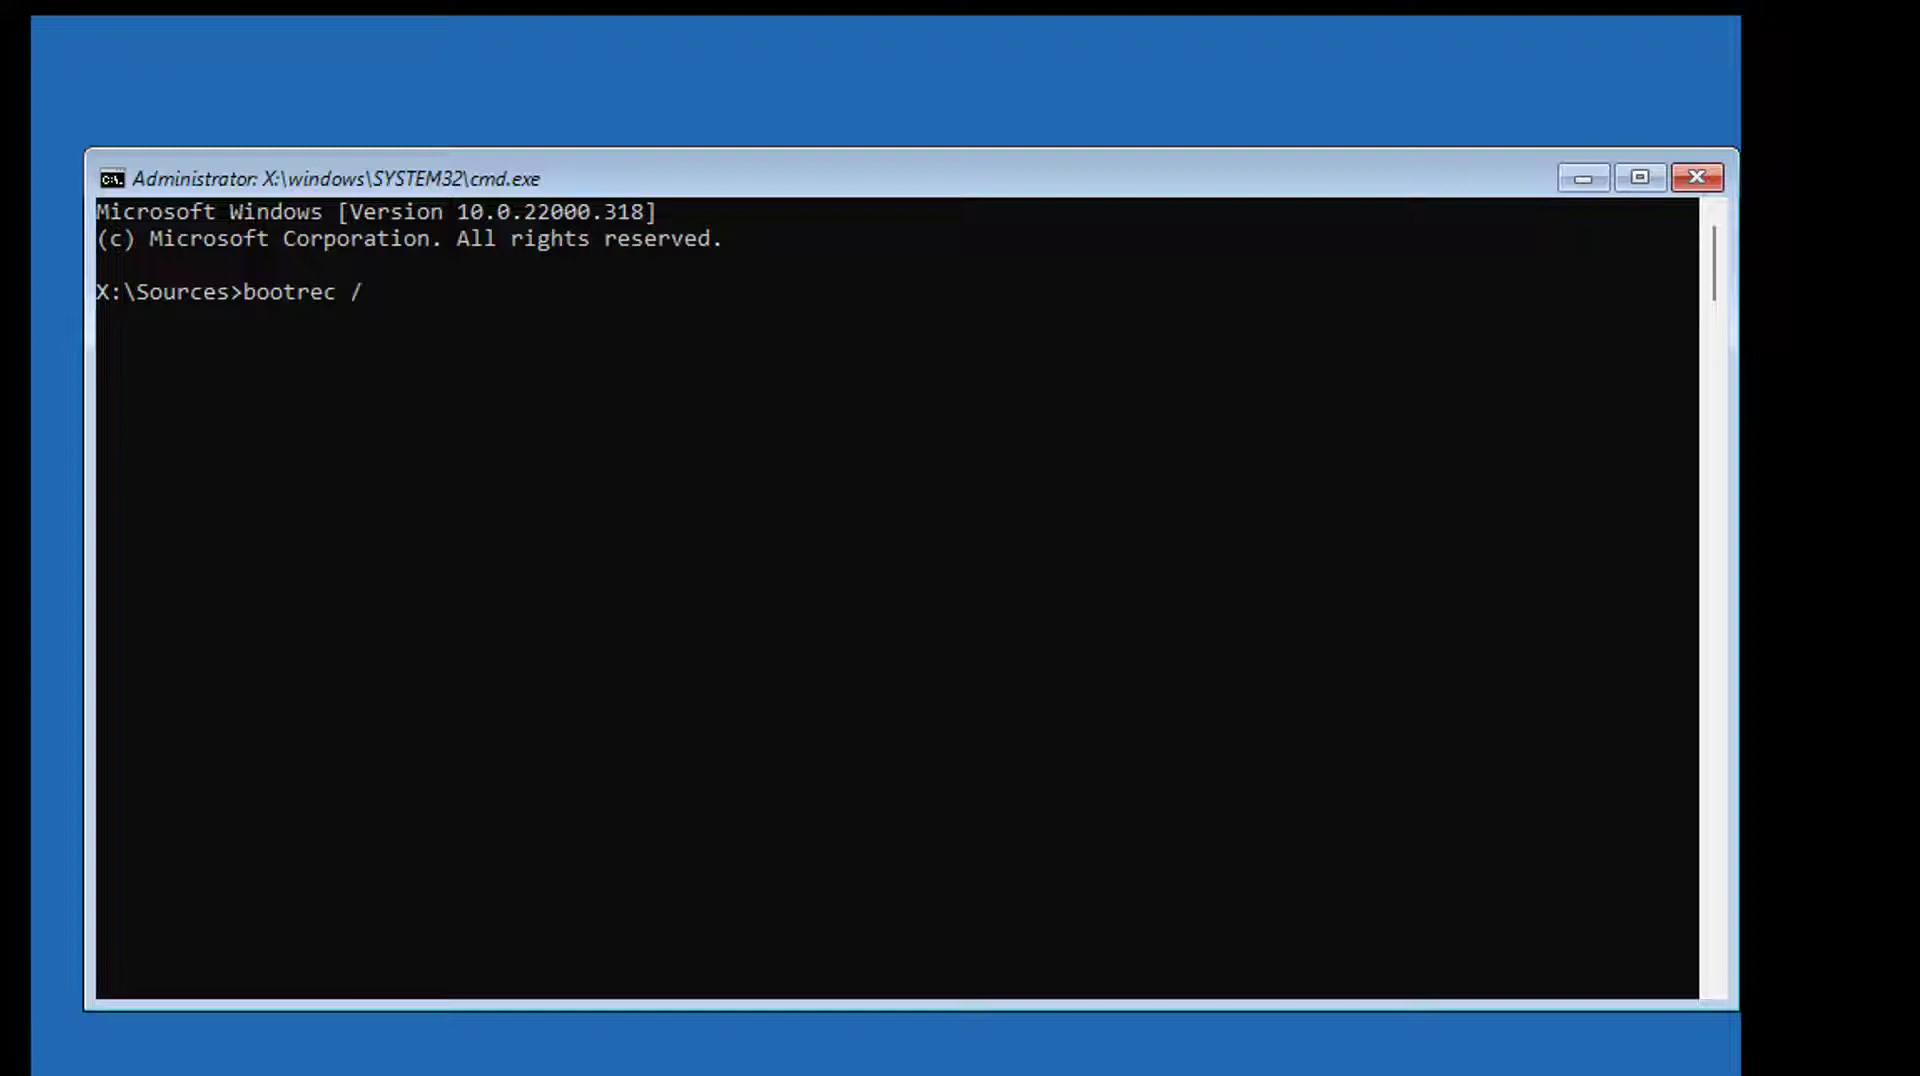 Administrator: X:\windows\SYSTEM32\cmd.exe
Microsoft Windows [Version 10.0.22000.318]
(c) Microsoft Corporation. All rights reserved.
X:\Sources>bootrec /